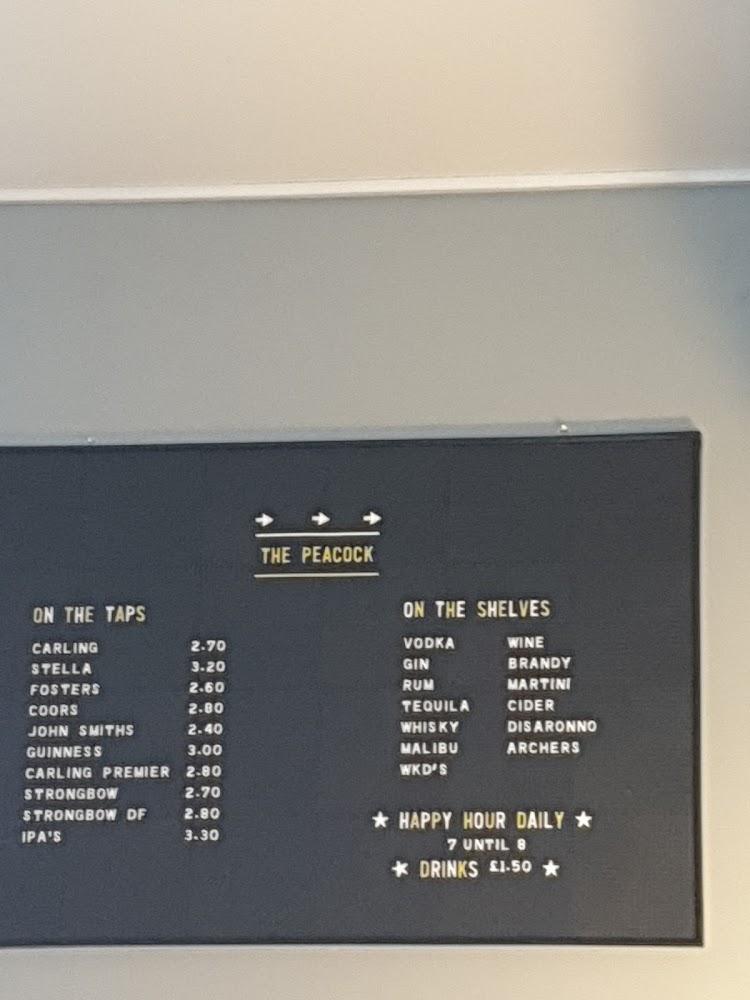 THE PEACOCK
ON THE TAPS
CARLING 2.70
STELLA 3.20
FOSTERS 2.60
COORS 2.80
JOHN SMITHS 2.40
GUINNESS 3.00
CARLING PREMIER 2.80
STRONGBOW 2.70
STRONGBOW DF 2.80
IPA'S 3.30
ON THE SHELVES
VODKA WINE
GIN BRANDY
RUM MARTINI
TEQUILA CIDER
WHISKY DISARONNO
MALIBU ARCHERS
WKD'S
HAPPY HOUR DAILY
7 UNTIL 8
DRINKS £1.50